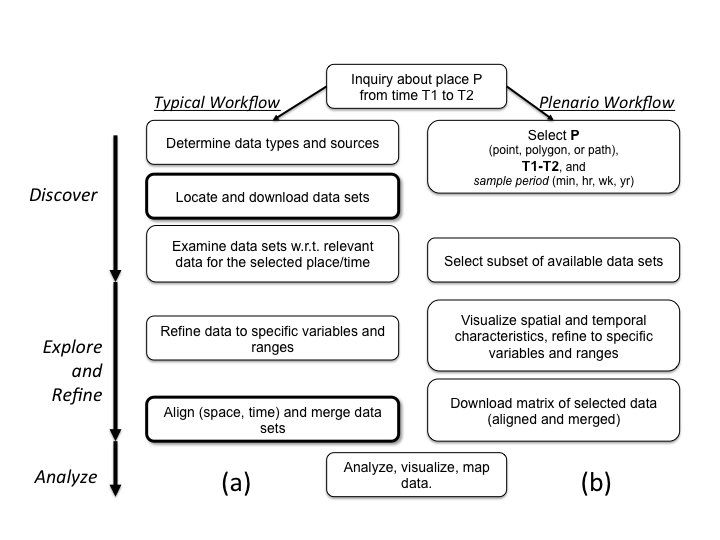 Inquiry about place P
from time T1 to T2
Typical Workflow
Plenario Workflow
Discover
Determine data types and sources
Locate and download data sets
Examine data sets w.r.t. relevant
data for the selected place/time
Select P
(point, polygon, or path),
T1-T2, and
sample period (min, hr, wk, yr)
Select subset of available data sets
Explore
and
Refine
Refine data to specific variables and
ranges
Align (space, time) and merge data
sets
Visualize spatial and temporal
characteristics, refine to specific
variables and ranges
Download matrix of selected data
(aligned and merged)
Analyze
(a)
Analyze, visualize, map
data.
(b)